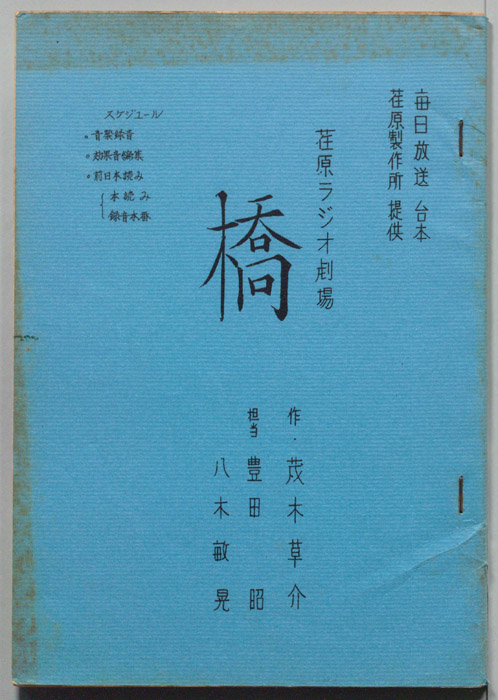 毎日放送 台本
荏原製作所 提供
荏原ラジオ劇場
橋
スケジュール
音楽録音
効果音編集
前日本読み
本読み
録音本番
作・茂木草介
担当 豊田 昭
八木敏晃